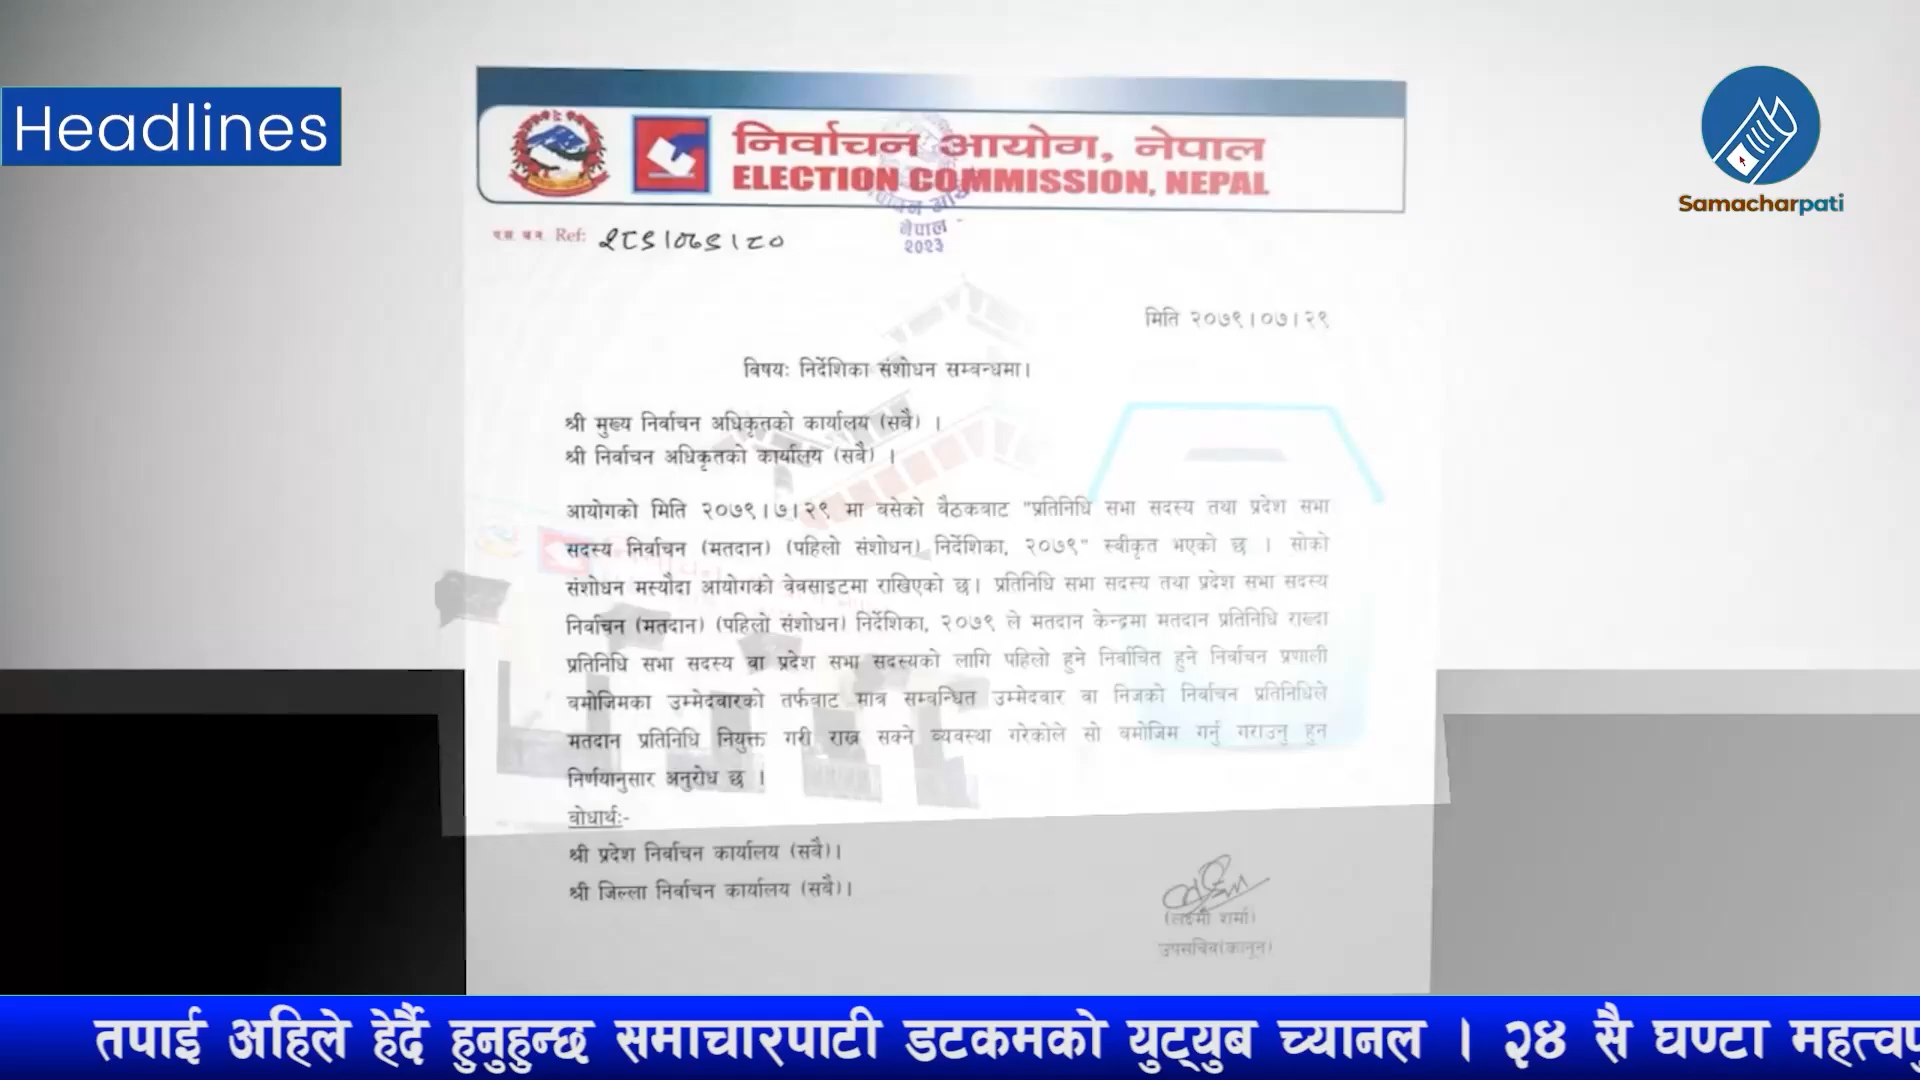 Headlines
Samacharpati
निर्वाचन आयोग, नेपाल
ELECTION COMMISSION, NEPAL
नेपाल
२०२३
Ref:
मिति २०७९।०७।२९
विषयः निर्देशिका संशोधन सम्बन्धमा।
श्री मुख्य निर्वाचन अधिकृतको कार्यालय (सबै) ।
श्री निर्वाचन अधिकृतको कार्यालय (सबै) ।
आयोगको मिति २०७९।७।२९ मा बसेको बैठकबाट "प्रतिनिधि सभा सदस्य तथा प्रदेश सभा
सदस्य निर्वाचन (मतदान) (पहिलो संशोधन) निर्देशिका, २०७९" स्वीकृत भएको छ । सोको
संशोधन मस्यौदा आयोगको वेबसाइटमा राखिएको छ। प्रतिनिधि सभा सदस्य तथा प्रदेश सभा सदस्य
निर्वाचन (मतदान) (पहिलो संशोधन) निर्देशिका, २०७९ ले मतदान केन्द्रमा मतदान प्रतिनिधि राख्दा
प्रतिनिधि सभा सदस्य वा प्रदेश सभा सदस्यको लागि पहिलो हुने निर्वाचित हुने निर्वाचन प्रणाली
बमोजिमका उम्मेदवारको तर्फबाट मात्र सम्बन्धित उम्मेदवार वा निजको निर्वाचन प्रतिनिधिले
मतदान प्रतिनिधि नियुक्त गरी राख्न सक्ने व्यवस्था गरेकोले सो बमोजिम गर्नु गराउनु हुन
निर्णयानुसार अनुरोध छ ।
बोधार्थः-
श्री प्रदेश निर्वाचन कार्यालय (सबै)।
श्री जिल्ला निर्वाचन कार्यालय (सबै)।
(लक्ष्मी शर्मा)
उपसचिव(कानून)
तपाई अहिले हेर्दै हुनुहुन्छ समाचारपाटी डटकमको युट्युब च्यानल । २४ सै घण्टा महत्वपु